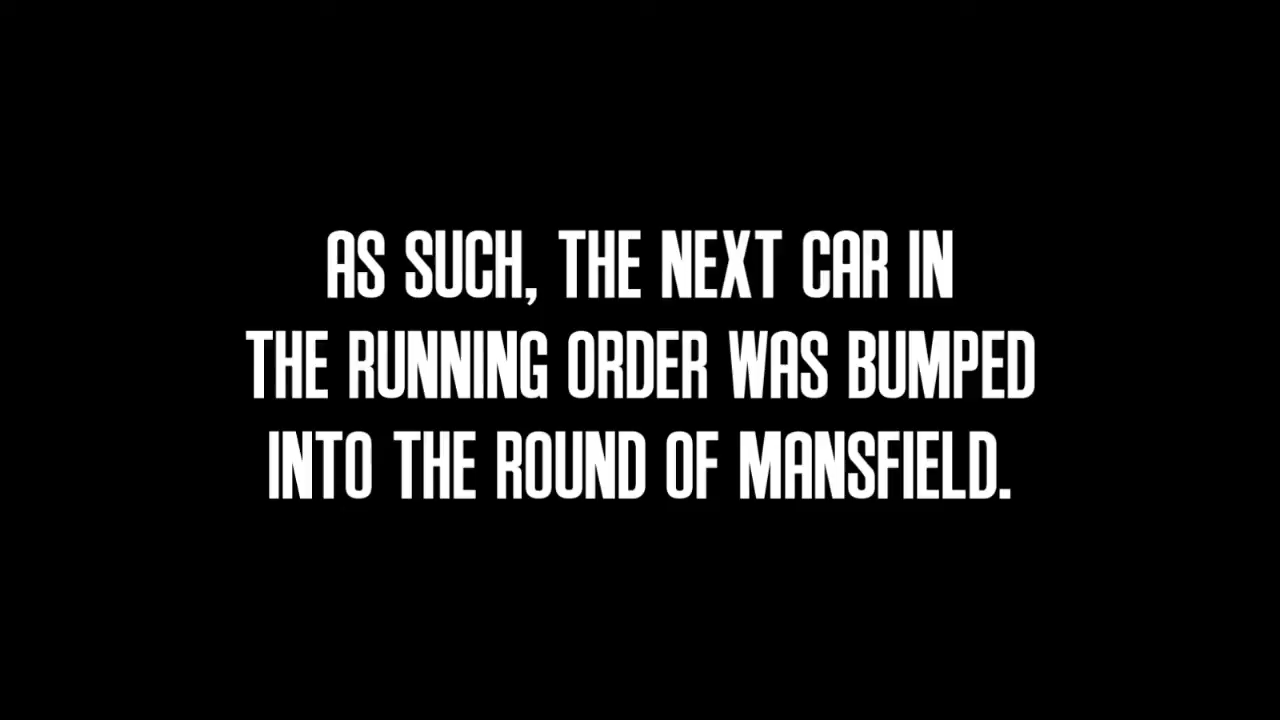 AS SUCH, THE NEXT CAR IN
THE RUNNING ORDER WAS BUMPED
INTO THE ROUND OF MANSFIELD.